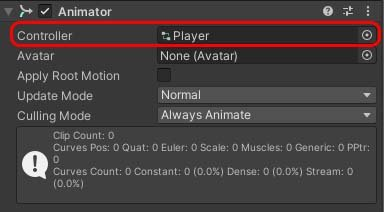 Animator
Controller Player
Avatar None (Avatar)
Apply Root Motion
Update Mode Normal
Culling Mode Always Animate
Clip Count: 0
Curves Pos: 0 Quat: 0 Euler: 0 Scale: 0 Muscles: 0 Generic: 0 PPtr:
0
Curves Count: 0 Constant: 0 (0.0%) Dense: 0 (0.0%) Stream: 0
(0.0%)